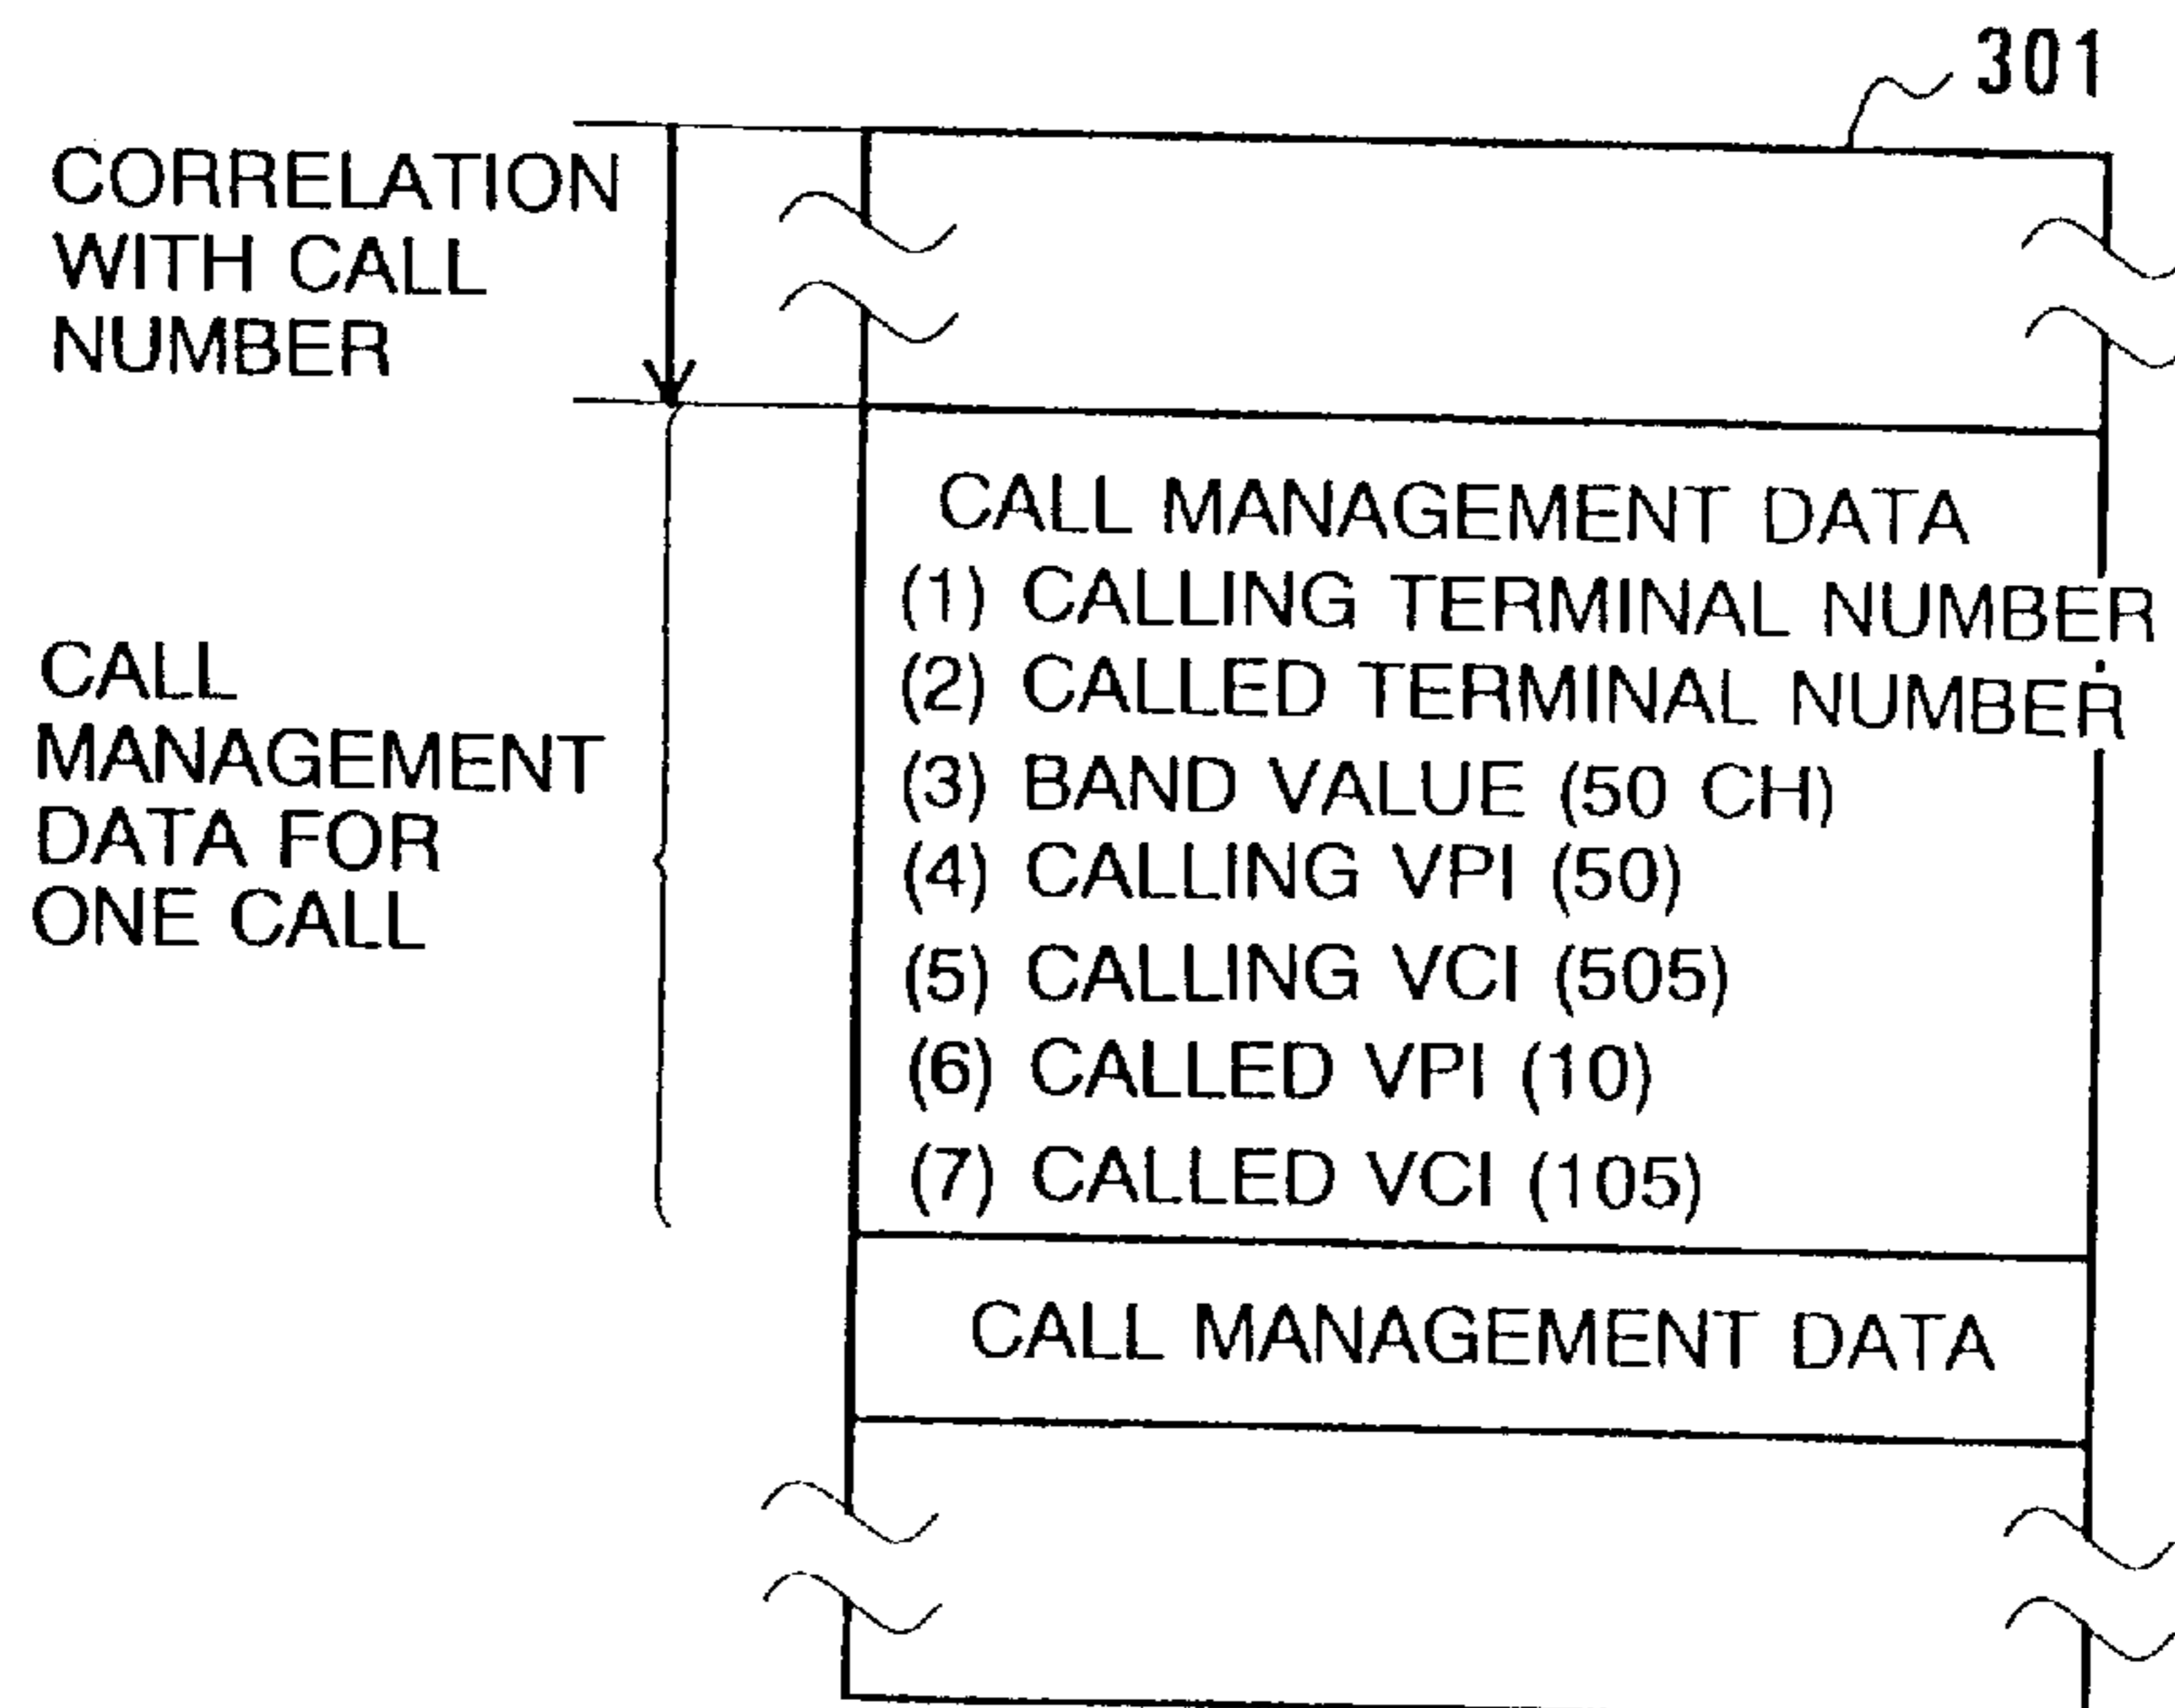 301
CORRELATION
WITH CALL
NUMBER
CALL MANAGEMENT DATA
(1) CALLING TERMINAL NUMBER
(2) CALLED TERMINAL NUMBER
(3) BAND VALUE (50 CH)
(4) CALLING VPI (50)
(5) CALLING VCI (505)
(6) CALLED VPI (10)
(7) CALLED VCI (105)
CALL
MANAGEMENT
DATA FOR
ONE CALL
CALL MANAGEMENT DATA